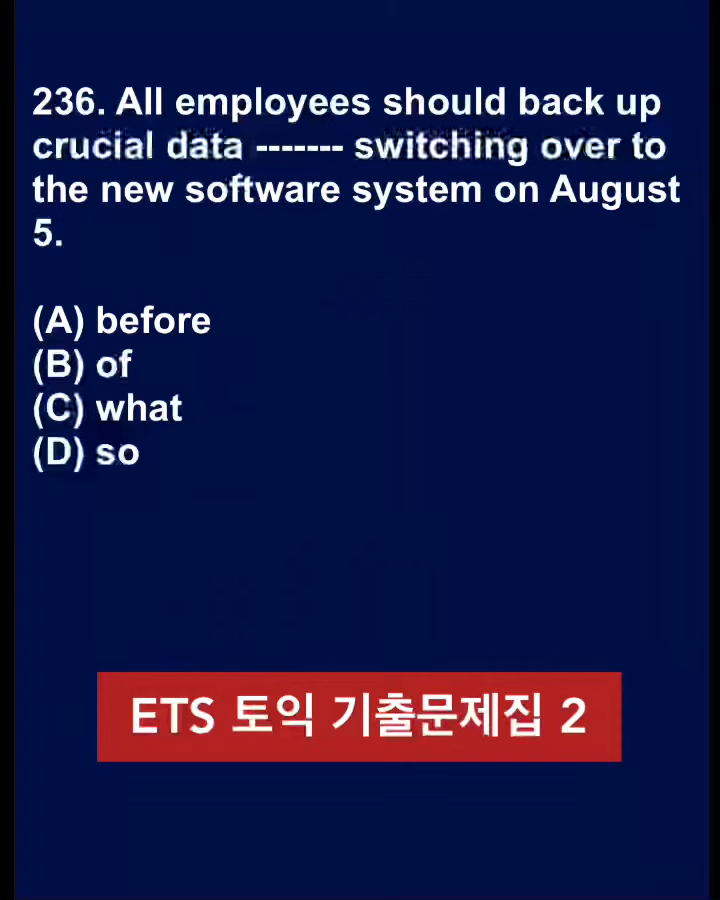 236. All employees should back up
crucial data ------- switching over to
the new software system on August
5.
(A) before
(B) of
(C) what
(D) so
ETS 토익 기출문제집 2